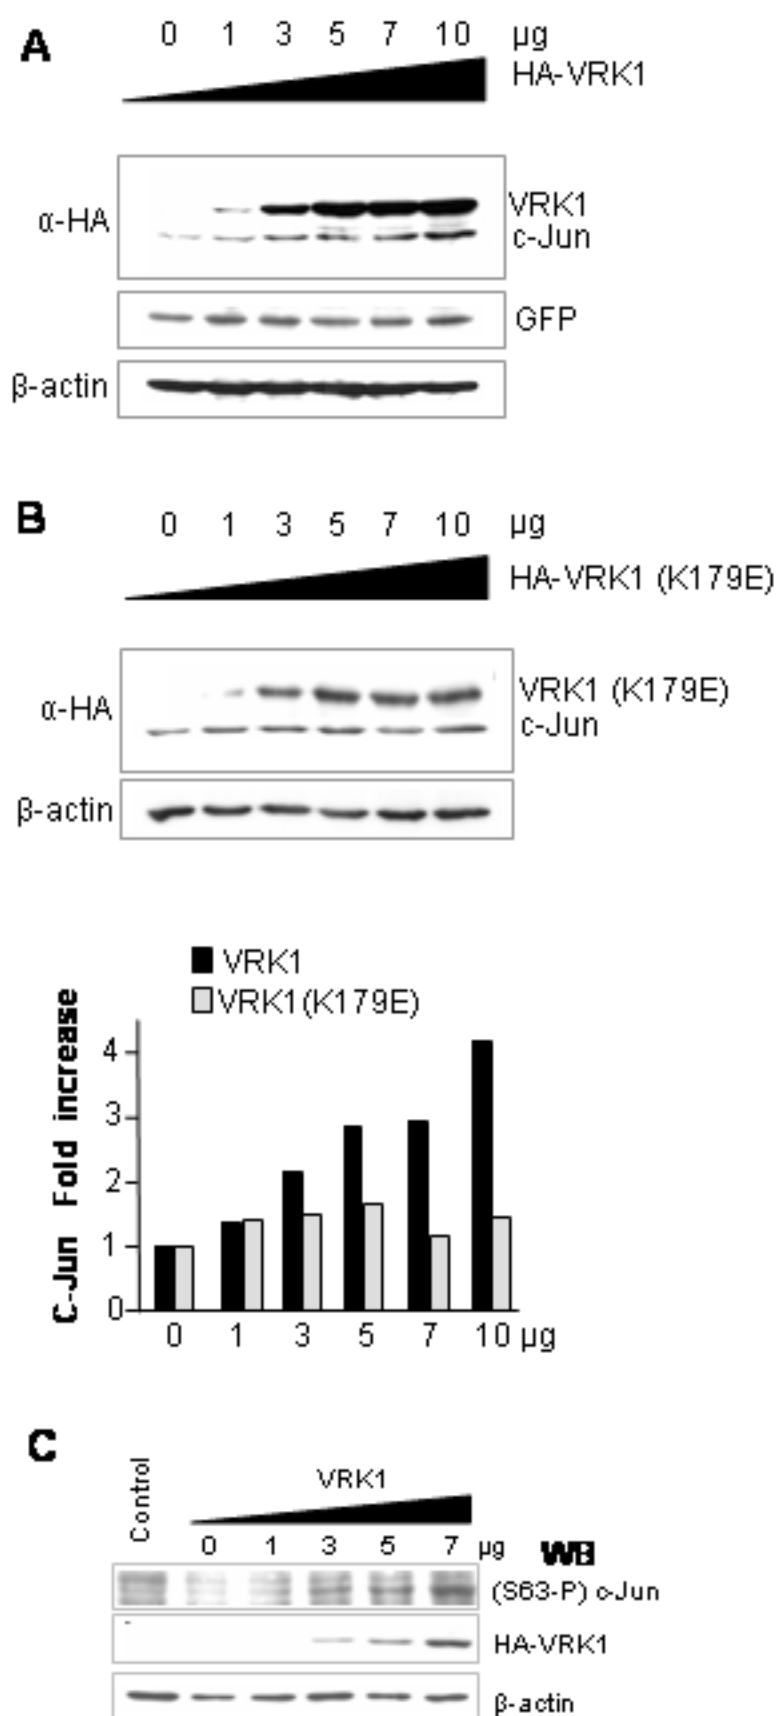 A
0 1 3 5 7 10 µg
HA-VRK1
α-HA
VRK1
c-Jun
GFP
β-actin
B
0 1 3 5 7 10 µg
HA-VRK1 (K179E)
α-HA
VRK1 (K179E)
c-Jun
β-actin
VRK1
VRK1(K179E)
C-Jun Fold increase
4
3
2
1
0
0 1 3 5 7 10 µg
C
Control
VRK1
0 1 3 5 7 µg
WB
(S63-P) c-Jun
HA-VRK1
β-actin